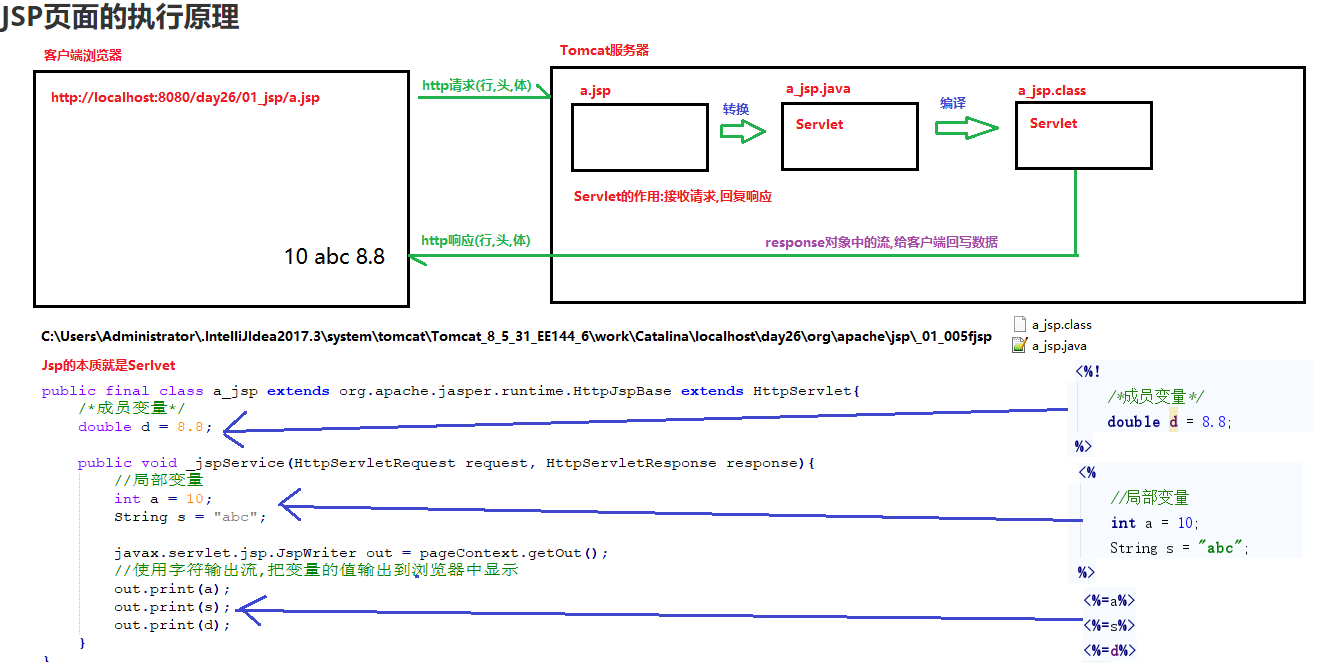 JSP页面的执行原理
客户端浏览器
Tomcat服务器
http://localhost:8080/day26/01_jsp/a.jsp
http请求(行,头,体)
a.jsp
转换
a_jsp.java
Servlet
编译
a_jsp.class
Servlet
Servlet的作用:接收请求,回复响应
http响应(行,头,体)
response对象中的流,给客户端回写数据
10 abc 8.8
C:\Users\Administrator\.IntelliJIdea2017.3\system\tomcat\Tomcat_8_5_31_EE144_6\work\Catalina\localhost\day26\org\apache\jsp\_01_005fjsp
a_jsp.class
a_jsp.java
Jsp的本质就是Serlvet
public final class a_jsp extends org.apache.jasper.runtime.HttpJspBase extends HttpServlet{
/*成员变量*/
double d = 8.8;
public void _jspService(HttpServletRequest request, HttpServletResponse response){
//局部变量
int a = 10;
String s = "abc";
javax.servlet.jsp.JspWriter out = pageContext.getOut();
//使用字符输出流,把变量的值输出到浏览器中显示
out.print(a);
out.print(s);
out.print(d);
}
}
<%!
/*成员变量*/
double d = 8.8;
%>
<%
//局部变量
int a = 10;
String s = "abc";
%>
<%=a%>
<%=s%>
<%=d%>